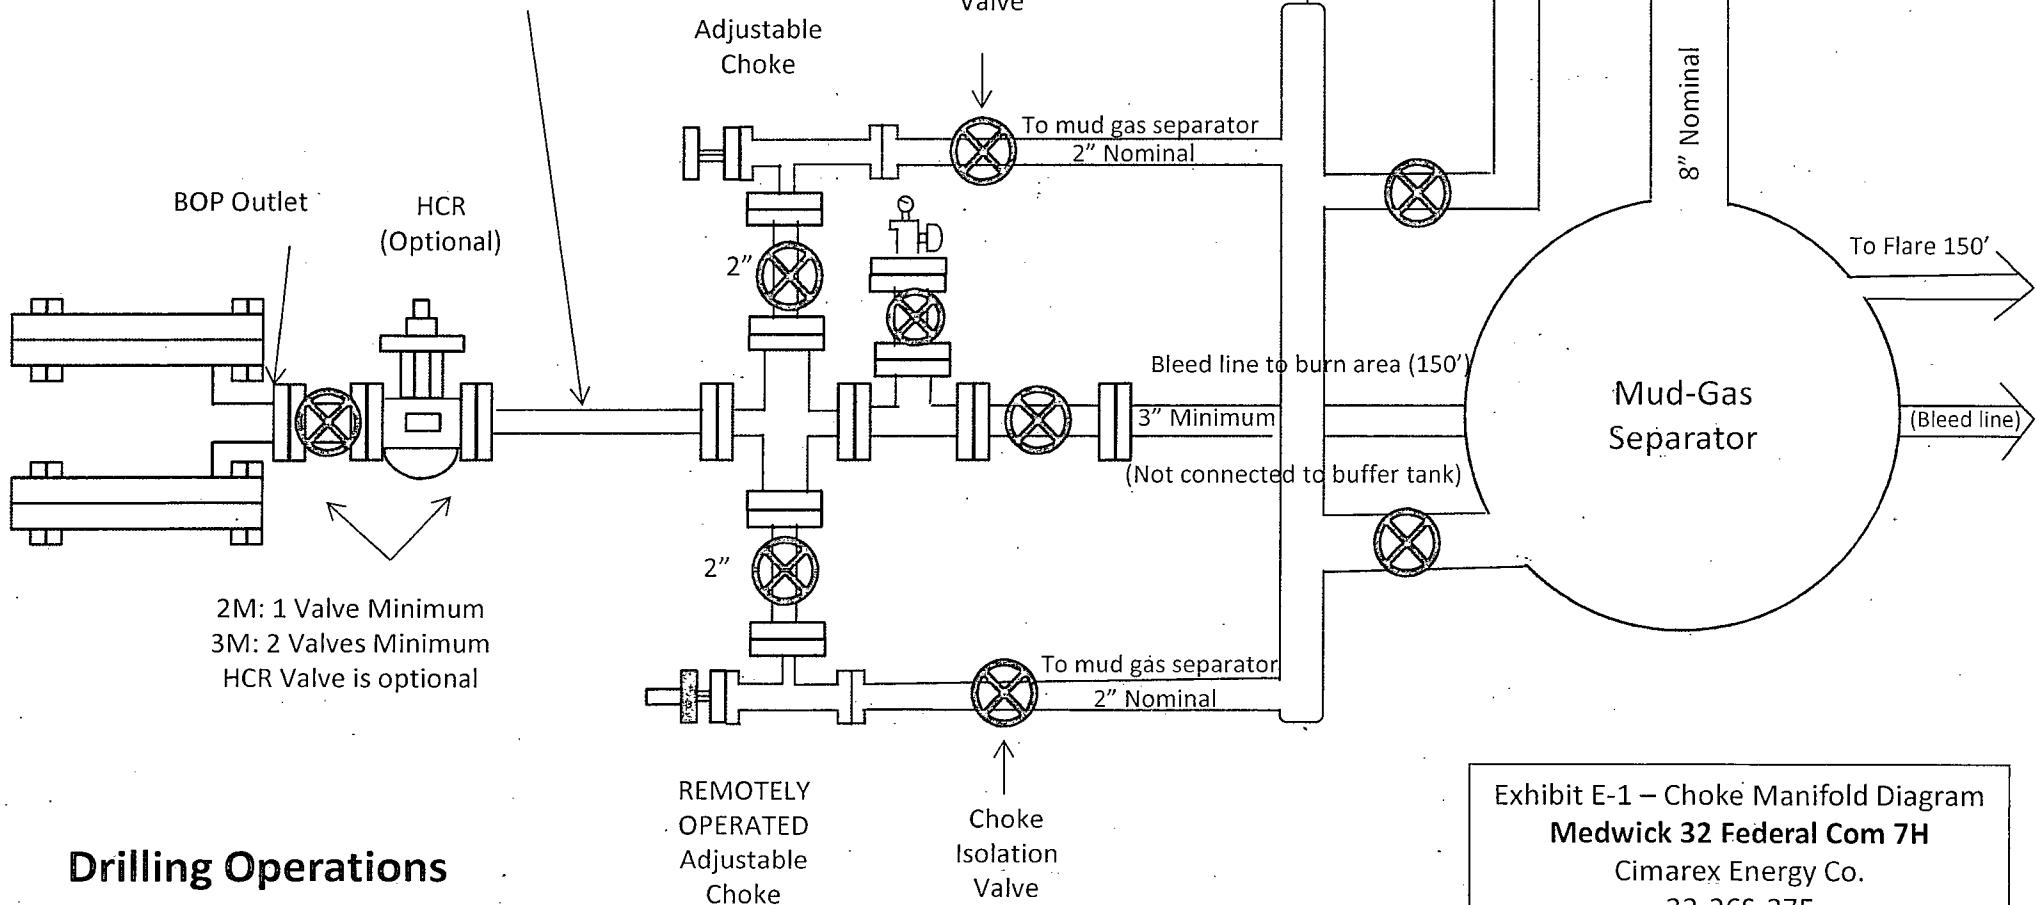 Valve
Adjustable
Choke
To mud gas separator
2" Nominal
8" Nominal
BOP Outlet
HCR
(Optional)
2"
To Flare 150'
Bleed line to burn area (150')
3" Minimum
(Not connected to buffer tank)
Mud-Gas
Separator
(Bleed line)
2"
2M: 1 Valve Minimum
3M: 2 Valves Minimum
HCR Valve is optional
To mud gas separator
2" Nominal
REMOTELY
OPERATED
Adjustable
Choke
Choke
Isolation
Valve
Drilling Operations
Exhibit E-1 – Choke Manifold Diagram
Medwick 32 Federal Com 7H
Cimarex Energy Co.